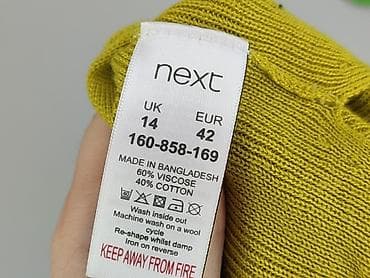 next
UK EUR
14 42
160-858-169
MADE IN BANGLADESH
60% VISCOSE
40% COTTON
Wash inside out
Machine wash on a wool
cycle
Re-shape whilst damp
Iron on reverse
KEEP AWAY FROM FIRE